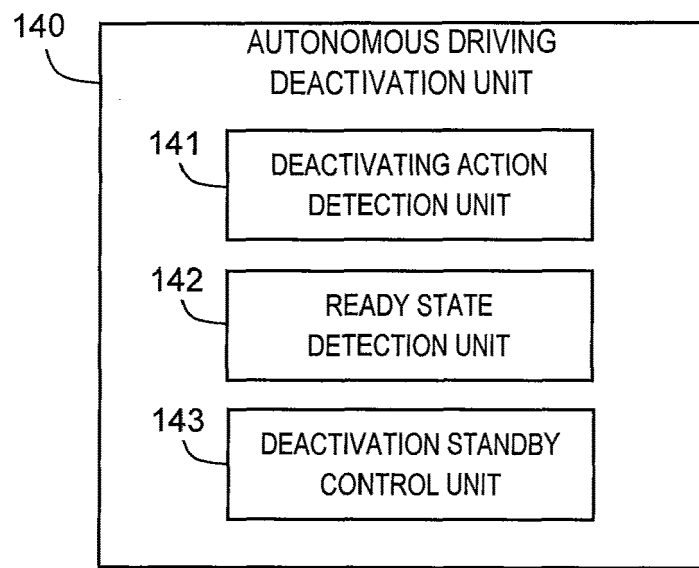 140
AUTONOMOUS DRIVING
DEACTIVATION UNIT
141
DEACTIVATING ACTION
DETECTION UNIT
142
READY STATE
DETECTION UNIT
143
DEACTIVATION STANDBY
CONTROL UNIT